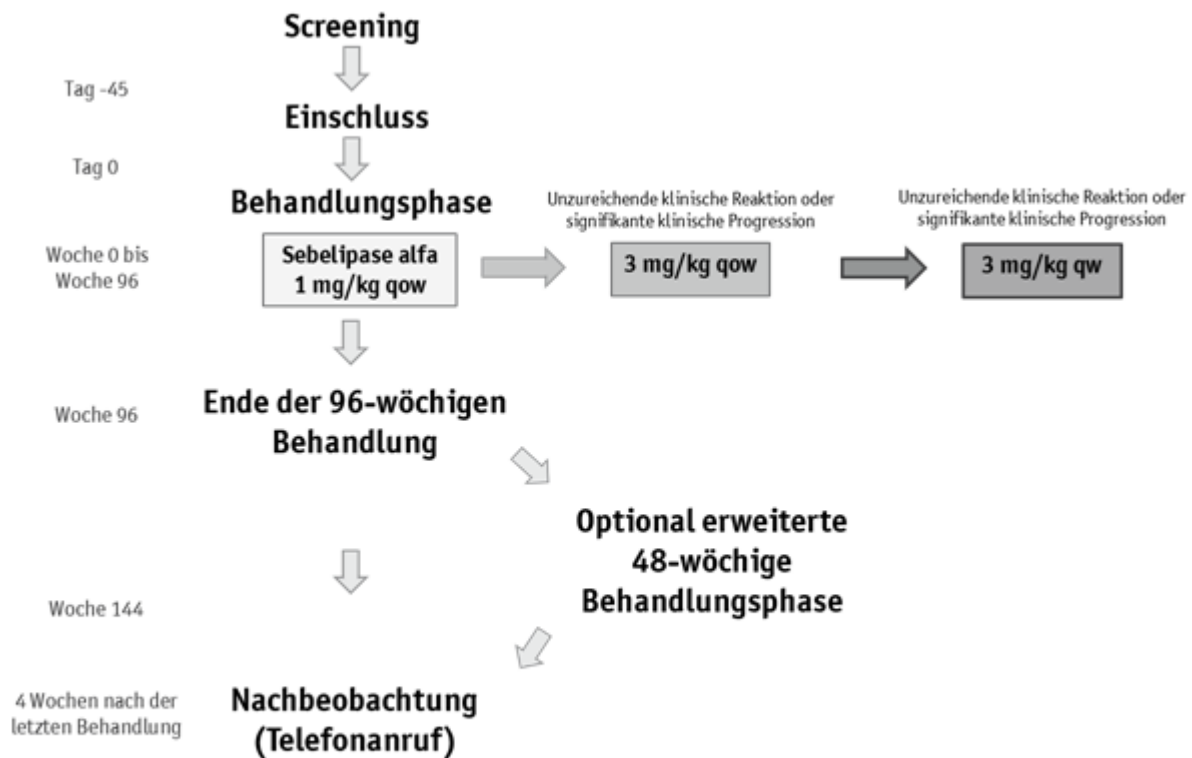 Screening
Tag -45
Einschluss
Tag 0
Behandlungsphase
Unzureichende klinische Reaktion oder
signifikante klinische Progression
Unzureichende klinische Reaktion oder
signifikante klinische Progression
Woche 0 bis
Woche 96
Sebelipase alfa
1 mg/kg qow
3 mg/kg qow
3 mg/kg qw
Woche 96
Ende der 96-wöchigen
Behandlung
Optional erweiterte
48-wöchige
Behandlungsphase
Woche 144
4 Wochen nach der
letzten Behandlung
Nachbeobachtung
(Telefonanruf)